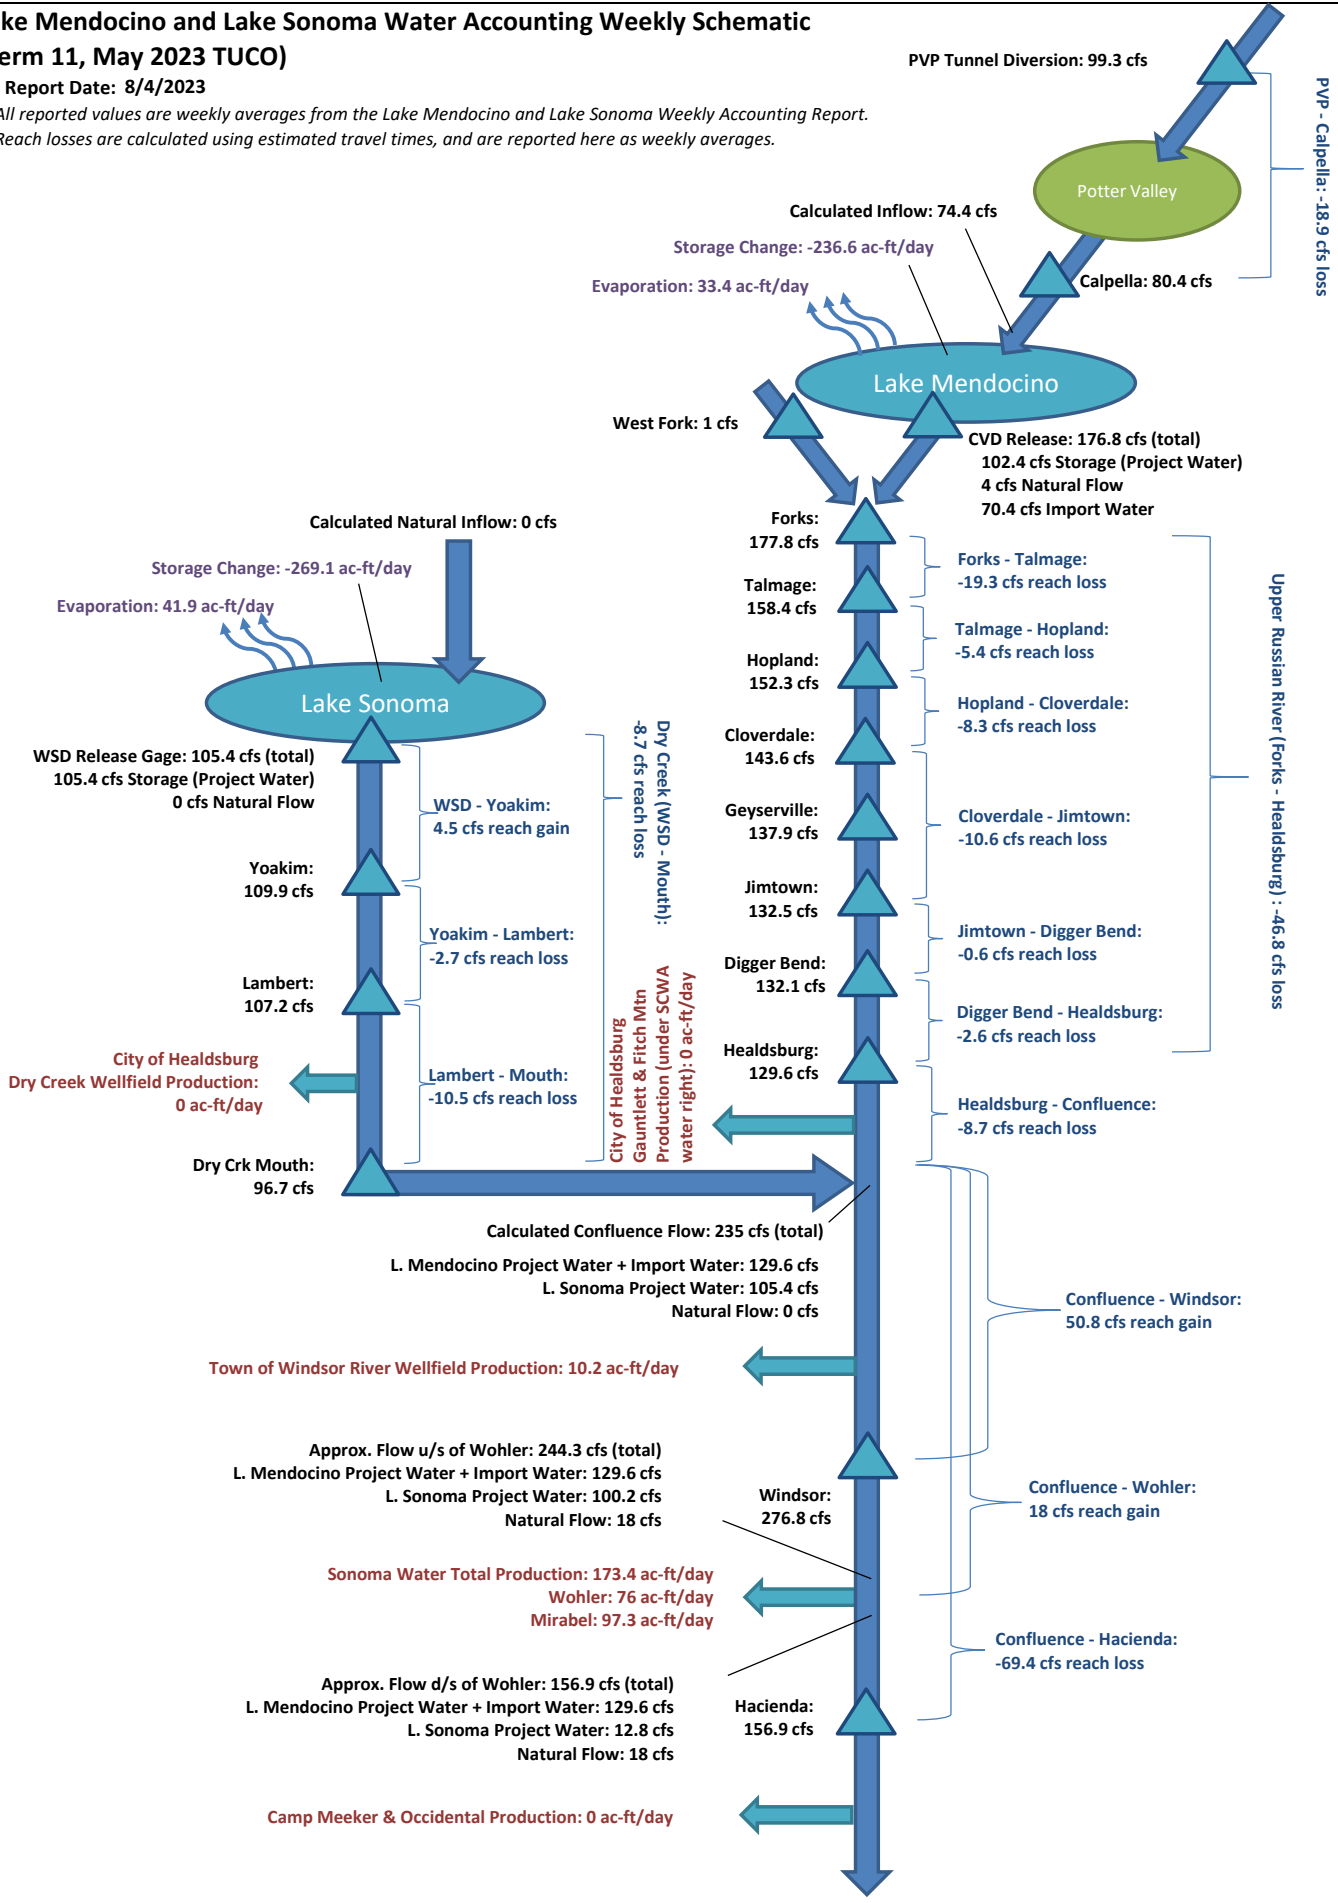 ke Mendocino and Lake Sonoma Water Accounting Weekly Schematic
erm 11, May 2023 TUCO)
Report Date: 8/4/2023
All reported values are weekly averages from the Lake Mendocino and Lake Sonoma Weekly Accounting Report.
Reach losses are calculated using estimated travel times, and are reported here as weekly averages.
PVP Tunnel Diversion: 99.3 cfs
PVP - Calpella: -18.9 cfs loss
Potter Valley
Calculated Inflow: 74.4 cfs
Storage Change: -236.6 ac-ft/day
Evaporation: 33.4 ac-ft/day
Calpella: 80.4 cfs
Lake Mendocino
West Fork: 1 cfs
CVD Release: 176.8 cfs (total)
102.4 cfs Storage (Project Water)
4 cfs Natural Flow
70.4 cfs Import Water
Calculated Natural Inflow: 0 cfs
Storage Change: -269.1 ac-ft/day
Evaporation: 41.9 ac-ft/day
Lake Sonoma
Forks:
177.8 cfs
Forks - Talmage:
-19.3 cfs reach loss
Talmage:
158.4 cfs
Talmage - Hopland:
-5.4 cfs reach loss
Hopland:
152.3 cfs
Hopland - Cloverdale:
-8.3 cfs reach loss
Cloverdale:
143.6 cfs
Geyserville:
137.9 cfs
Cloverdale - Jimtown:
-10.6 cfs reach loss
Jimtown:
132.5 cfs
Jimtown - Digger Bend:
-0.6 cfs reach loss
Digger Bend:
132.1 cfs
Digger Bend - Healdsburg:
-2.6 cfs reach loss
Healdsburg:
129.6 cfs
Healdsburg - Confluence:
-8.7 cfs reach loss
Upper Russian River (Forks - Healdsburg) : -46.8 cfs loss
WSD Release Gage: 105.4 cfs (total)
105.4 cfs Storage (Project Water)
0 cfs Natural Flow
WSD - Yoakim:
4.5 cfs reach gain
Dry Creek (WSD - Mouth):
-8.7 cfs reach loss
Yoakim:
109.9 cfs
Yoakim - Lambert:
-2.7 cfs reach loss
Lambert:
107.2 cfs
City of Healdsburg
Dry Creek Wellfield Production:
0 ac-ft/day
Lambert - Mouth:
-10.5 cfs reach loss
City of Healdsburg
Gauntlett & Fitch Mtn
Production (under SCWA
water right): 0 ac-ft/day
Dry Crk Mouth:
96.7 cfs
Calculated Confluence Flow: 235 cfs (total)
L. Mendocino Project Water + Import Water: 129.6 cfs
L. Sonoma Project Water: 105.4 cfs
Natural Flow: 0 cfs
Confluence - Windsor:
50.8 cfs reach gain
Town of Windsor River Wellfield Production: 10.2 ac-ft/day
Approx. Flow u/s of Wohler: 244.3 cfs (total)
L. Mendocino Project Water + Import Water: 129.6 cfs
L. Sonoma Project Water: 100.2 cfs
Natural Flow: 18 cfs
Windsor:
276.8 cfs
Confluence - Wohler:
18 cfs reach gain
Sonoma Water Total Production: 173.4 ac-ft/day
Wohler: 76 ac-ft/day
Mirabel: 97.3 ac-ft/day
Confluence - Hacienda:
-69.4 cfs reach loss
Approx. Flow d/s of Wohler: 156.9 cfs (total)
L. Mendocino Project Water + Import Water: 129.6 cfs
L. Sonoma Project Water: 12.8 cfs
Natural Flow: 18 cfs
Hacienda:
156.9 cfs
Camp Meeker & Occidental Production: 0 ac-ft/day